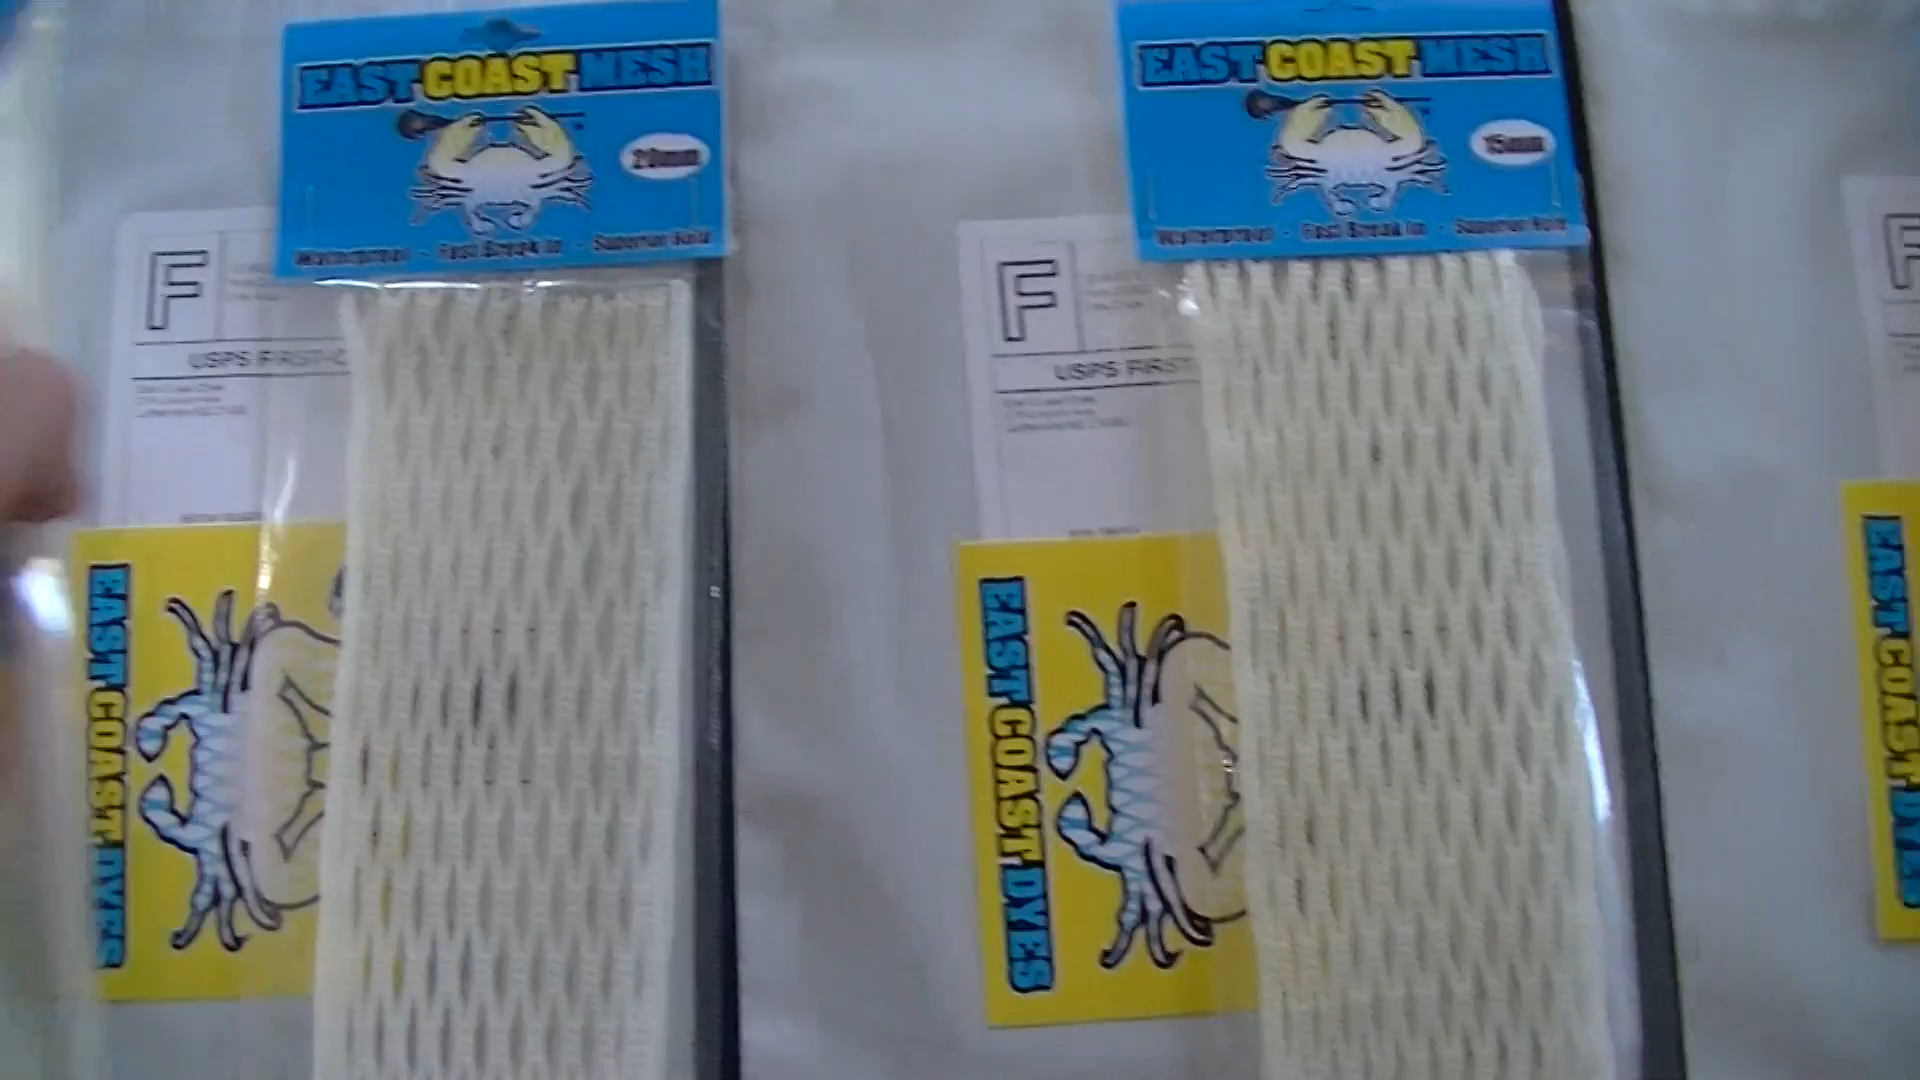 EAST COAST MESH
20mm
Waterproof - Fast Break In - Superior Hold
F
USPS FIRST-C
EAST COAST DYES
EAST COAST MESH
15mm
Waterproof - Fast Break In - Superior Hold
F
USPS FIRST
EAST COAST DYES
F
EAST COAST DYES